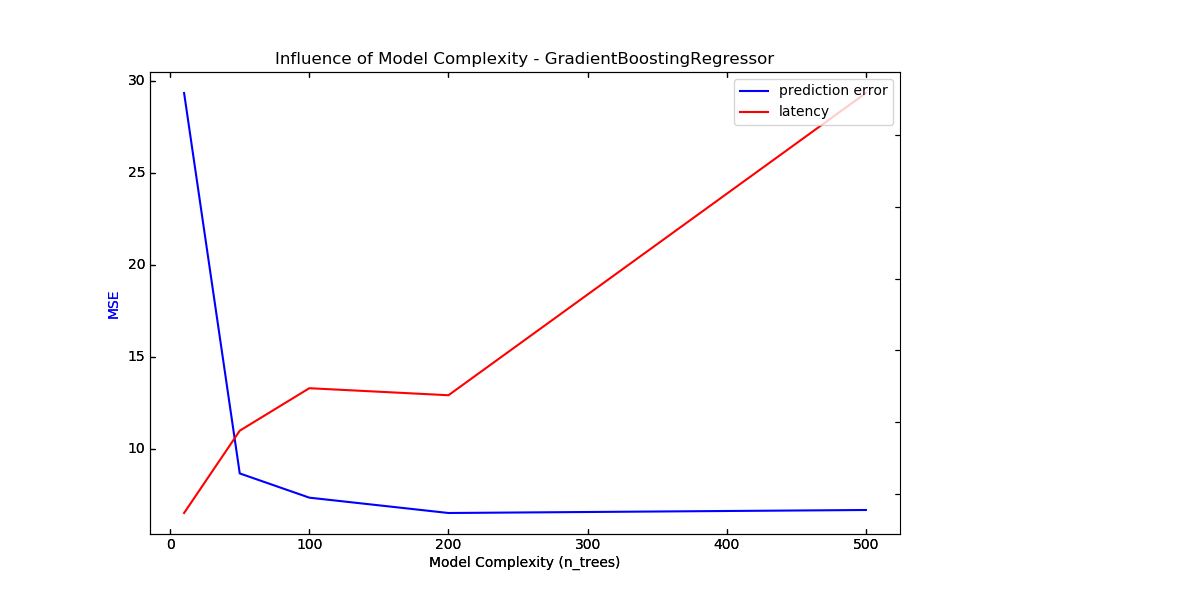 Influence of Model Complexity - GradientBoostingRegressor
prediction error
latency
30
25
20
15
10
MSE
0 100 200 300 400 500
Model Complexity (n_trees)